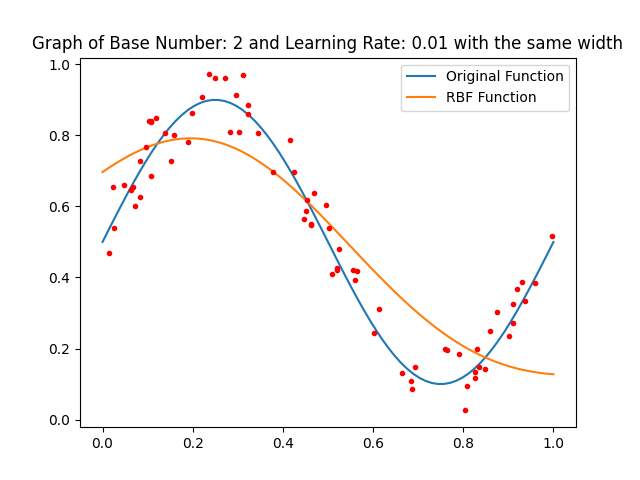 Graph of Base Number: 2 and Learning Rate: 0.01 with the same width
Original Function
RBF Function
1.0
0.8
0.6
0.4
0.2
0.0
0.0 0.2 0.4 0.6 0.8 1.0